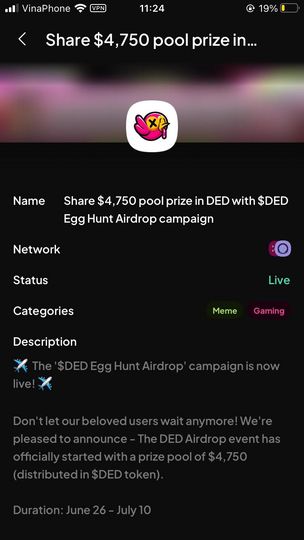 VinaPhone VPN 11:24 19%
Share $4,750 pool prize in...
Name Share $4,750 pool prize in DED with $DED
Egg Hunt Airdrop campaign
Network
Status Live
Categories Meme Gaming
Description
✈️ The '$DED Egg Hunt Airdrop' campaign is now
live! ✈️
Don't let our beloved users wait anymore! We're
pleased to announce - The DED Airdrop event has
officially started with a prize pool of $4,750
(distributed in $DED token).
Duration: June 26 - July 10